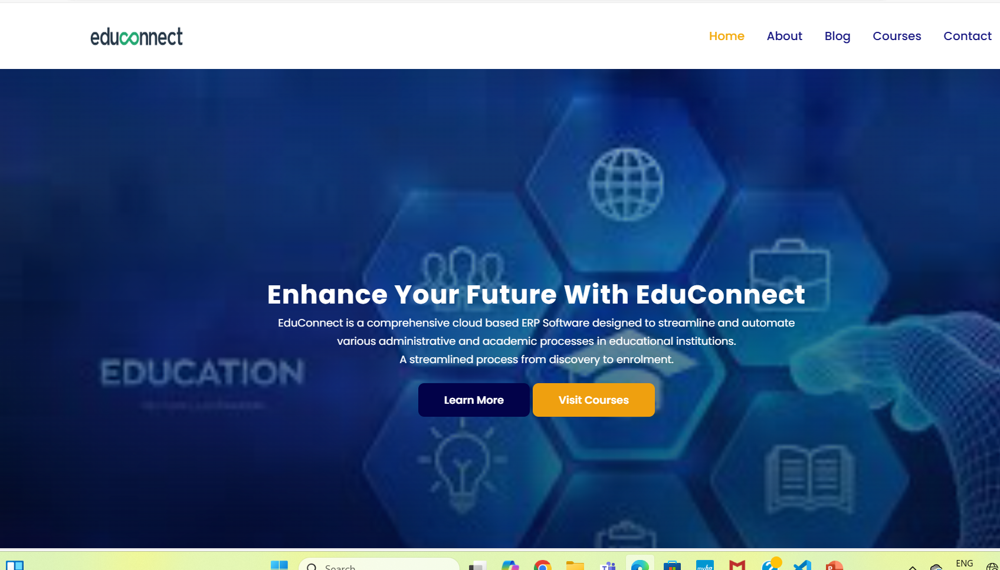 educonnect
Home About Blog Courses Contact
Enhance Your Future With EduConnect
EduConnect is a comprehensive cloud based ERP Software designed to streamline and automate
various administrative and academic processes in educational institutions.
A streamlined process from discovery to enrolment.
EDUCATION
Learn More Visit Courses
Search
myhp
ENG